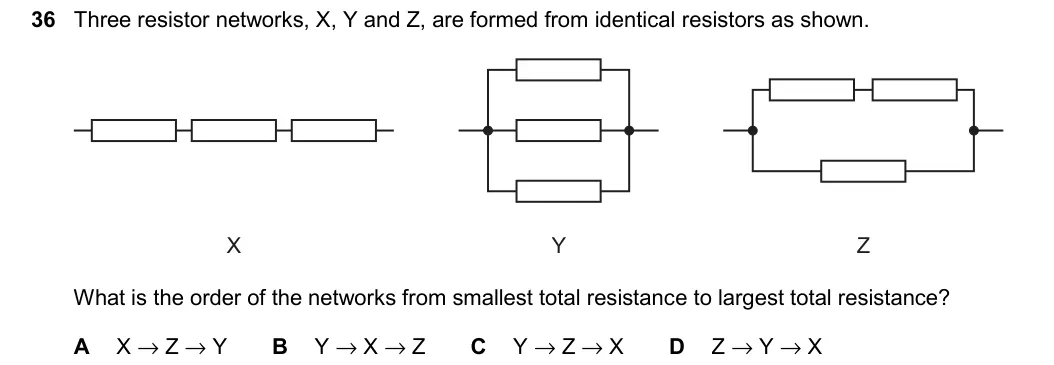 36 Three resistor networks, X, Y and Z, are formed from identical resistors as shown.
X Y Z
What is the order of the networks from smallest total resistance to largest total resistance?
A X → Z → Y B Y → X → Z C Y → Z → X D Z → Y → X